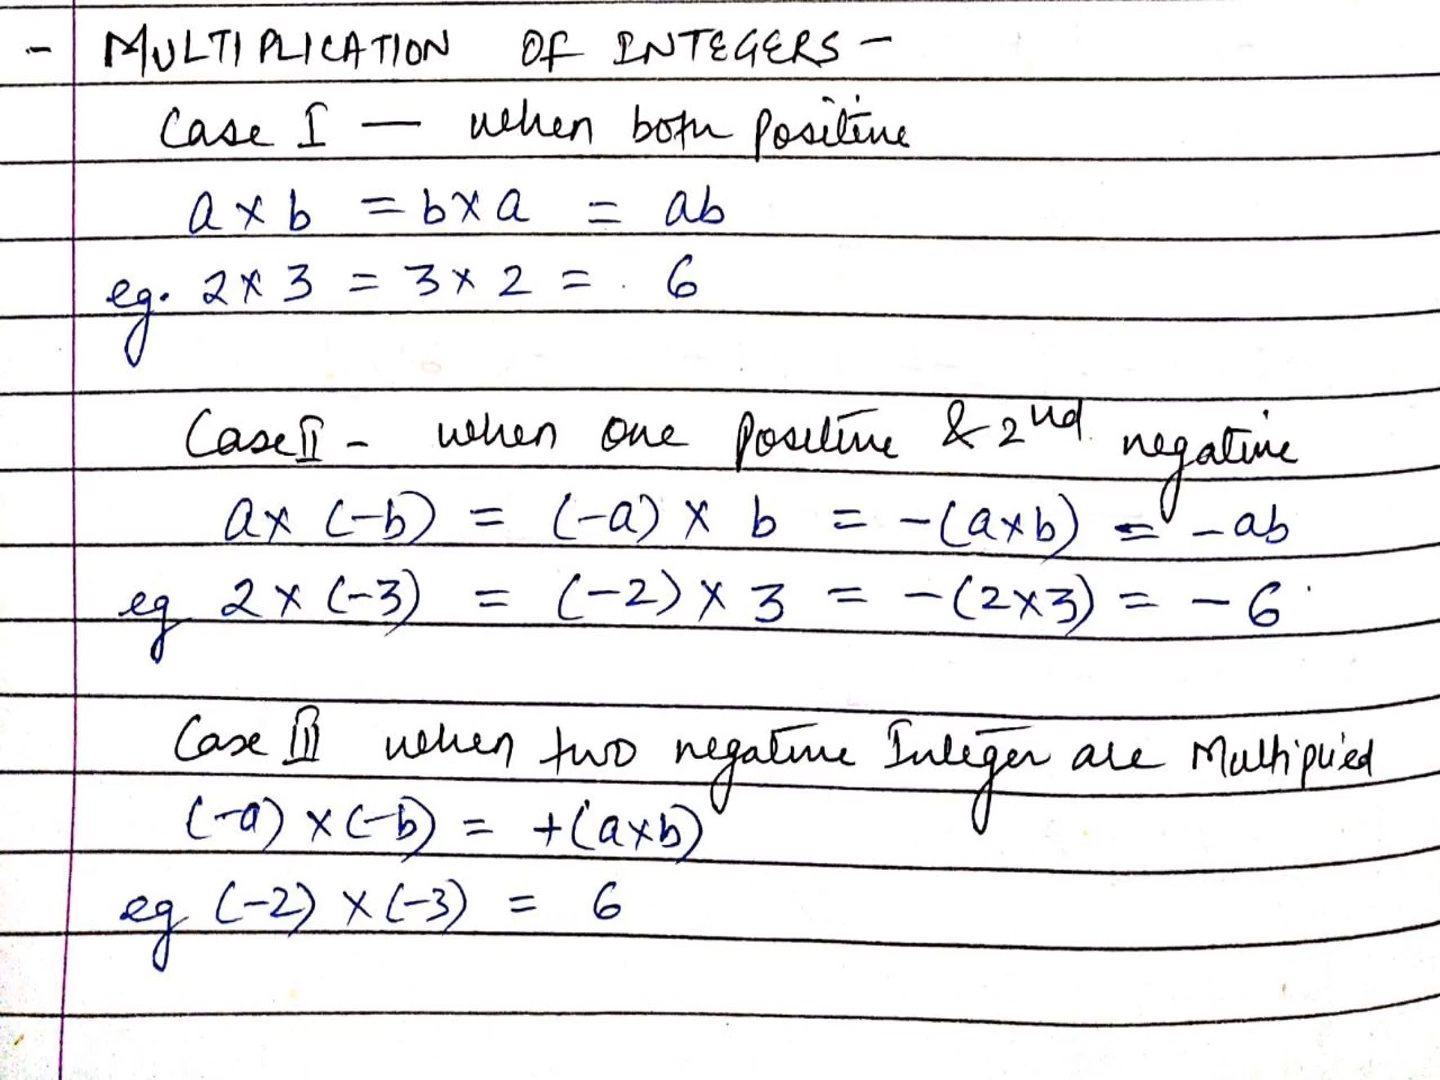 - MULTIPLICATION OF INTEGERS -
Case I — when both positive
a × b = b × a = ab
eg. 2 × 3 = 3 × 2 = 6
Case II - when one positive & 2nd negative
a × (-b) = (-a) × b = -(a×b) = -ab
eg 2 × (-3) = (-2) × 3 = -(2×3) = -6
Case III when two negative Integer are Multiplied
(-a) × (-b) = +(a×b)
eg (-2) × (-3) = 6